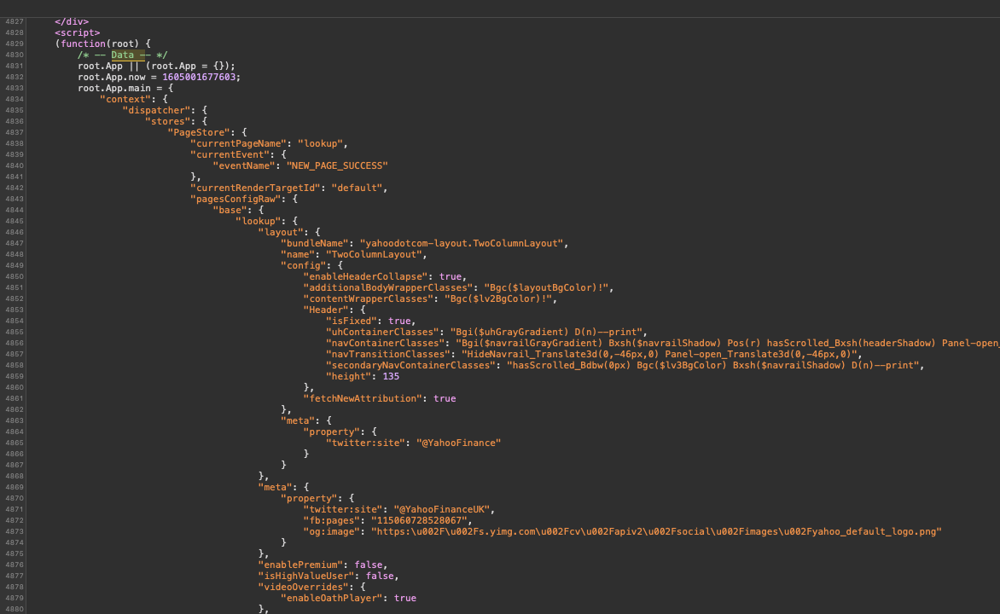 4827 </div>
4828 <script>
4829 (function(root) {
4830 /* -- Data -- */
4831 root.App || (root.App = {});
4832 root.App.now = 1605001677603;
4833 root.App.main = {
4834 "context": {
4835 "dispatcher": {
4836 "stores": {
4837 "PageStore": {
4838 "currentPageName": "lookup",
4839 "currentEvent": {
4840 "eventName": "NEW_PAGE_SUCCESS"
4841 },
4842 "currentRenderTargetId": "default",
4843 "pagesConfigRaw": {
4844 "base": {
4845 "lookup": {
4846 "layout": {
4847 "bundleName": "yahoodotcom-layout.TwoColumnLayout",
4848 "name": "TwoColumnLayout",
4849 "config": {
4850 "enableHeaderCollapse": true,
4851 "additionalBodyWrapperClasses": "Bgc($layoutBgColor)!",
4852 "contentWrapperClasses": "Bgc($lv2BgColor)!",
4853 "Header": {
4854 "isFixed": true,
4855 "uhContainerClasses": "Bgi($uhGrayGradient) D(n)--print",
4856 "navContainerClasses": "Bgi($navrailGrayGradient) Bxsh($navrailShadow) Pos(r) hasScrolled_Bxsh(headerShadow) Panel-open_
4857 "navTransitionClasses": "HideNavrail_Translate3d(0,-46px,0) Panel-open_Translate3d(0,-46px,0)",
4858 "secondaryNavContainerClasses": "hasScrolled_Bdbw(0px) Bgc($lv3BgColor) Bxsh($navrailShadow) D(n)--print",
4859 "height": 135
4860 },
4861 "fetchNewAttribution": true
4862 },
4863 "meta": {
4864 "property": {
4865 "twitter:site": "@YahooFinance"
4866 }
4867 }
4868 },
4869 "meta": {
4870 "property": {
4871 "twitter:site": "@YahooFinanceUK",
4872 "fb:pages": "115060728528067",
4873 "og:image": "https:\u002F\u002Fs.yimg.com\u002Fcv\u002Fapiv2\u002Fsocial\u002Fimages\u002Fyahoo_default_logo.png"
4874 }
4875 },
4876 "enablePremium": false,
4877 "isHighValueUser": false,
4878 "videoOverrides": {
4879 "enableOathPlayer": true
4880 },